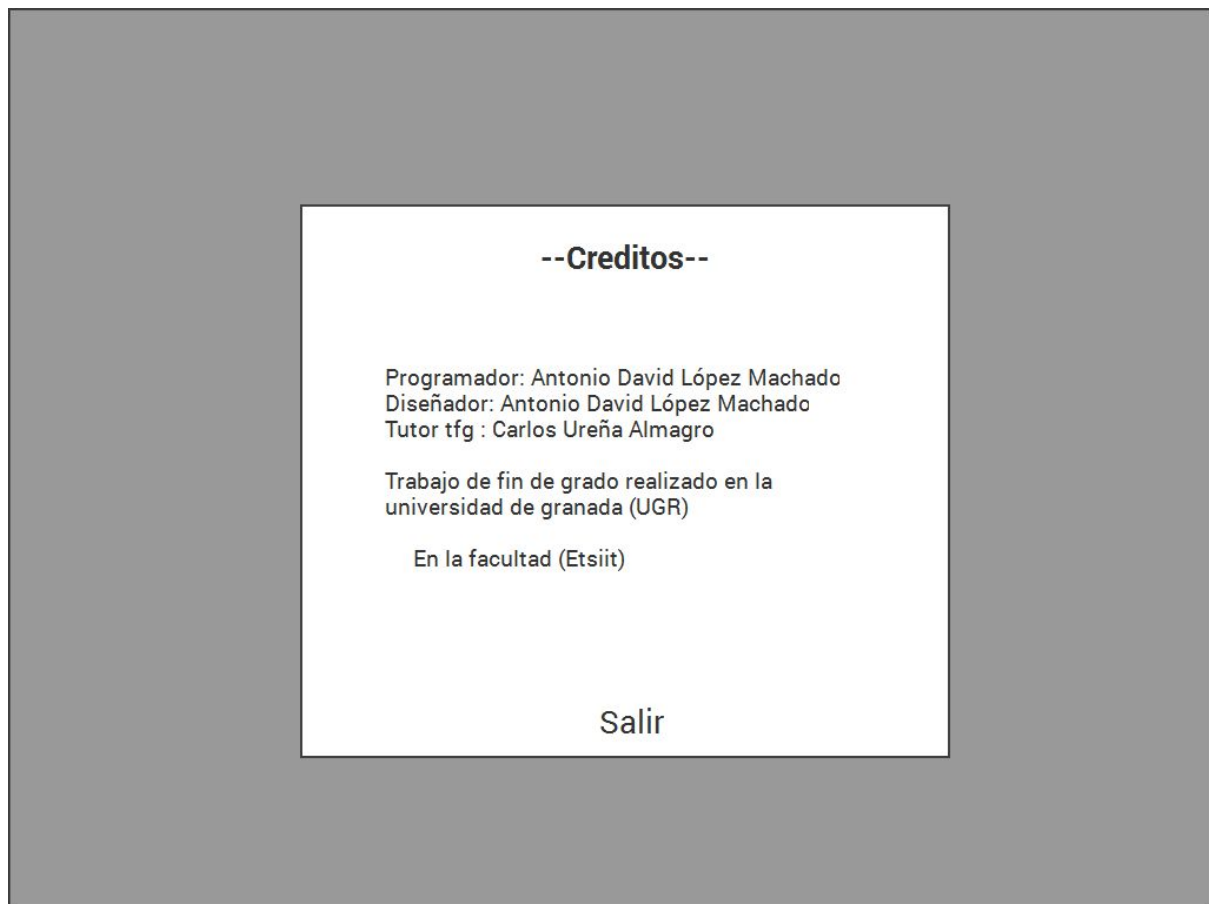 --Creditos--
Programador: Antonio David López Machado
Diseñador: Antonio David López Machado
Tutor tfg : Carlos Ureña Almagro
Trabajo de fin de grado realizado en la
universidad de granada (UGR)
En la facultad (Etsiit)
Salir